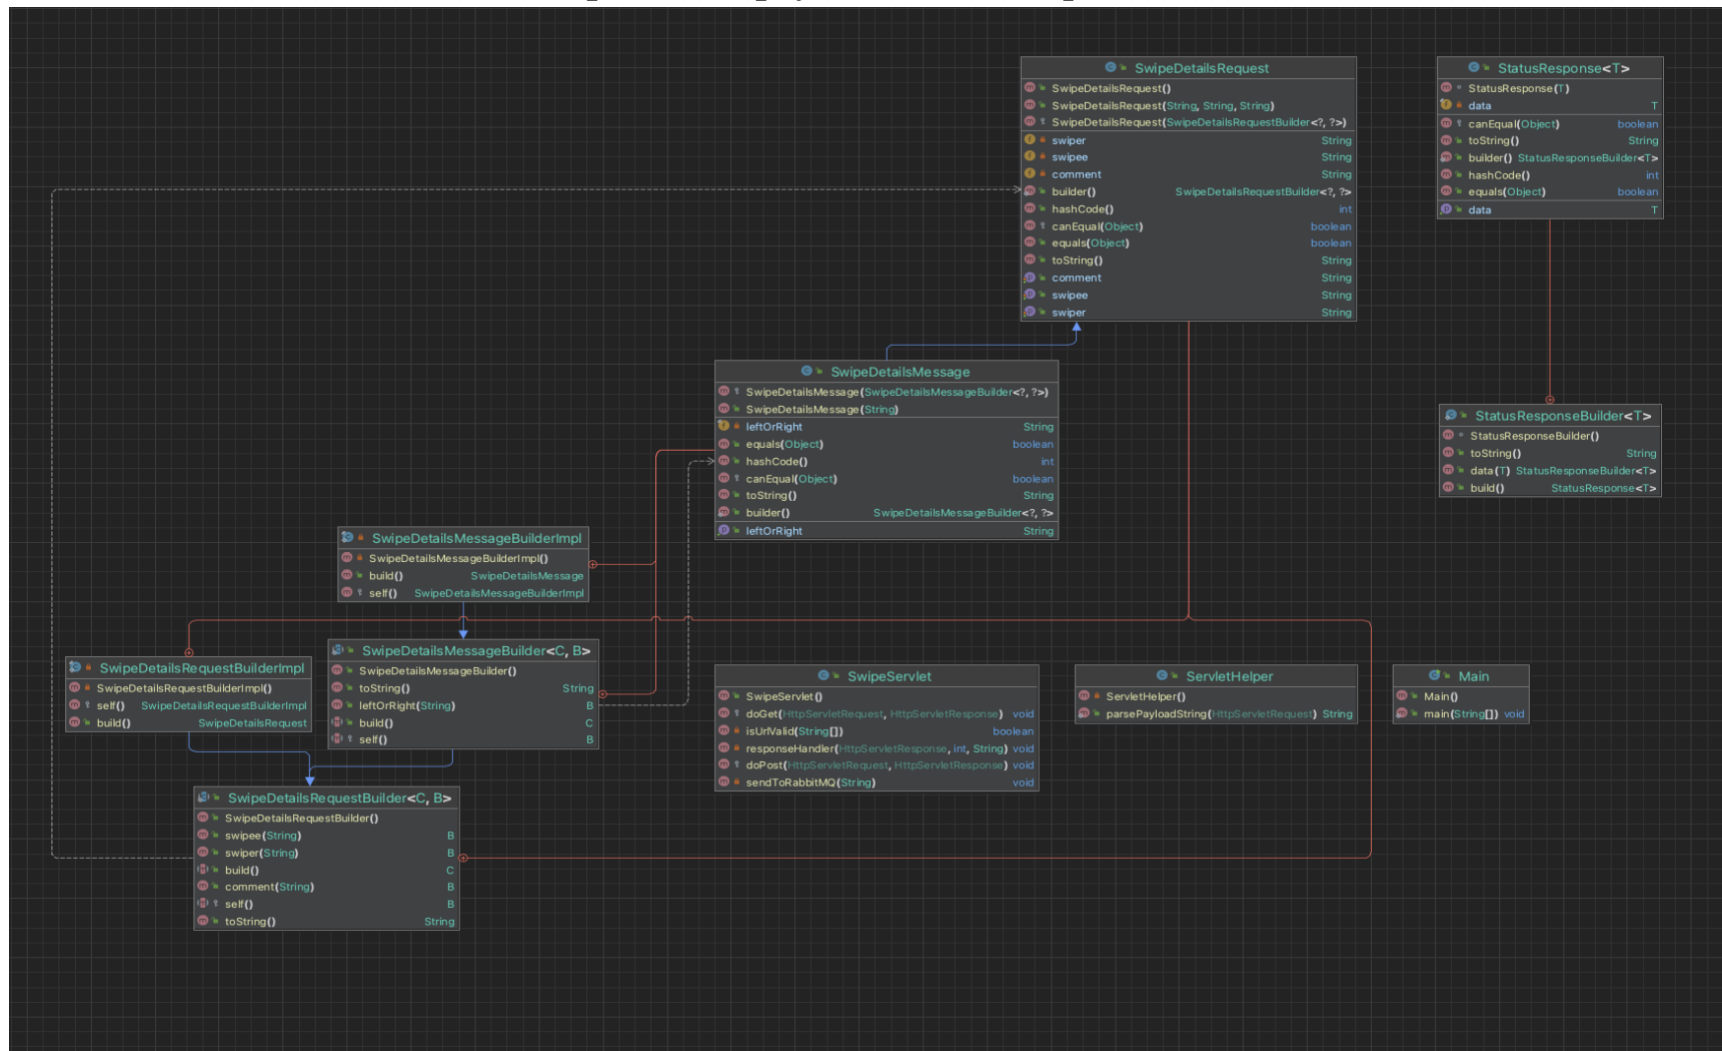 SwipeDetailsRequest
SwipeDetailsRequest()
SwipeDetailsRequest(String, String, String)
SwipeDetailsRequest(SwipeDetailsRequestBuilder<?, ?>)
swiper String
swipee String
comment String
builder() SwipeDetailsRequestBuilder<?, ?>
hashCode() int
canEqual(Object) boolean
equals(Object) boolean
toString() String
comment String
swipee String
swiper String
StatusResponse<T>
StatusResponse(T)
data T
canEqual(Object) boolean
toString() String
builder() StatusResponseBuilder<T>
hashCode() int
equals(Object) boolean
data T
SwipeDetailsMessage
SwipeDetailsMessage(SwipeDetailsMessageBuilder<?, ?>)
SwipeDetailsMessage(String)
leftOrRight String
equals(Object) boolean
hashCode() int
canEqual(Object) boolean
toString() String
builder() SwipeDetailsMessageBuilder<?, ?>
leftOrRight String
StatusResponseBuilder<T>
StatusResponseBuilder()
toString() String
data(T) StatusResponseBuilder<T>
build() StatusResponse<T>
SwipeDetailsMessageBuilderImpl
SwipeDetailsMessageBuilderImpl()
build() SwipeDetailsMessage
self() SwipeDetailsMessageBuilderImpl
SwipeDetailsRequestBuilderImpl
SwipeDetailsRequestBuilderImpl()
self() SwipeDetailsRequestBuilderImpl
build() SwipeDetailsRequest
SwipeDetailsMessageBuilder<C, B>
SwipeDetailsMessageBuilder()
toString() String
leftOrRight(String) B
build() C
self() B
SwipeServlet
SwipeServlet()
doGet(HttpServletRequest, HttpServletResponse) void
isUrlValid(String[]) boolean
responseHandler(HttpServletResponse, int, String) void
doPost(HttpServletRequest, HttpServletResponse) void
sendToRabbitMQ(String) void
ServletHelper
ServletHelper()
parsePayloadString(HttpServletRequest) String
Main
Main()
main(String[]) void
SwipeDetailsRequestBuilder<C, B>
SwipeDetailsRequestBuilder()
swipee(String) B
swiper(String) B
build() C
comment(String) B
self() B
toString() String